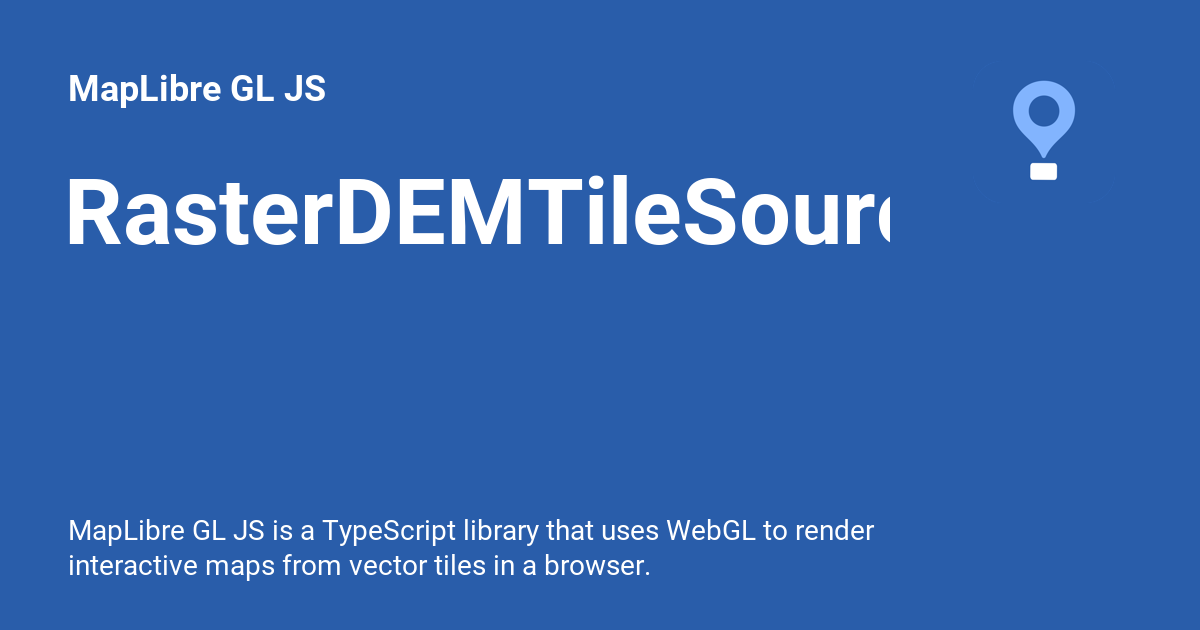 MapLibre GL JS
RasterDEMTileSourc
MapLibre GL JS is a TypeScript library that uses WebGL to render
interactive maps from vector tiles in a browser.